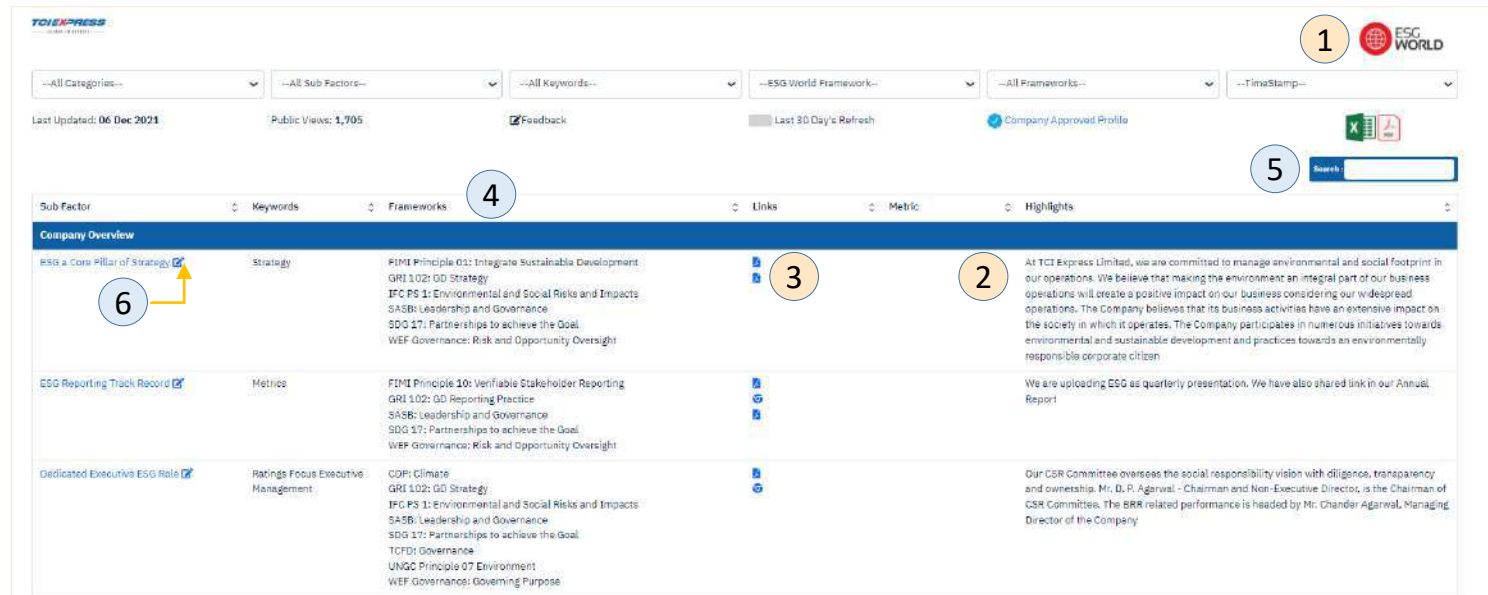 TCI EXPRESS
1
ESG
WORLD
--All Categories--
--All Sub Factors--
--All Keywords--
--ESG World Framework--
--All Frameworks--
--TimeStamp--
Last Updated: 06 Dec 2021
Public Views: 1,705
Feedback
Last 30 Day's Refresh
Company Approved Profile
5
Search :
4
Sub Factor
Keywords
Frameworks
Links
Metric
Highlights
Company Overview
ESG a Core Pillar of Strategy
Strategy
FIMI Principle 01: Integrate Sustainable Development
GRI 102: GD Strategy
IFC PS 1: Environmental and Social Risks and Impacts
SASB: Leadership and Governance
SDG 17: Partnerships to achieve the Goal
WEF Governance: Risk and Opportunity Oversight
3
2
At TCI Express Limited, we are committed to manage environmental and social footprint in
our operations. We believe that making the environment an integral part of our business
operations will create a positive impact on our business considering our widespread
operations. The Company believes that its business activities have an extensive impact on
the society in which it operates. The Company participates in numerous initiatives towards
environmental and sustainable development and practices towards an environmentally
responsible corporate citizen
6
ESG Reporting Track Record
Metrics
FIMI Principle 10: Verifiable Stakeholder Reporting
GRI 102: GD Reporting Practice
SASB: Leadership and Governance
SDG 17: Partnerships to achieve the Goal
WEF Governance: Risk and Opportunity Oversight
We are uploading ESG as quarterly presentation. We have also shared link in our Annual
Report
Dedicated Executive ESG Role
Ratings Focus Executive
Management
CDP: Climate
GRI 102: GD Strategy
IFC PS 1: Environmental and Social Risks and Impacts
SASB: Leadership and Governance
SDG 17: Partnerships to achieve the Goal
TCFD: Governance
UNGC Principle 07 Environment
WEF Governance: Governing Purpose
Our CSR Committee oversees the social responsibility vision with diligence, transparency
and ownership. Mr. D. P. Agarwal - Chairman and Non-Executive Director, is the Chairman of
CSR Committee. The BRR related performance is headed by Mr. Chander Agarwal, Managing
Director of the Company